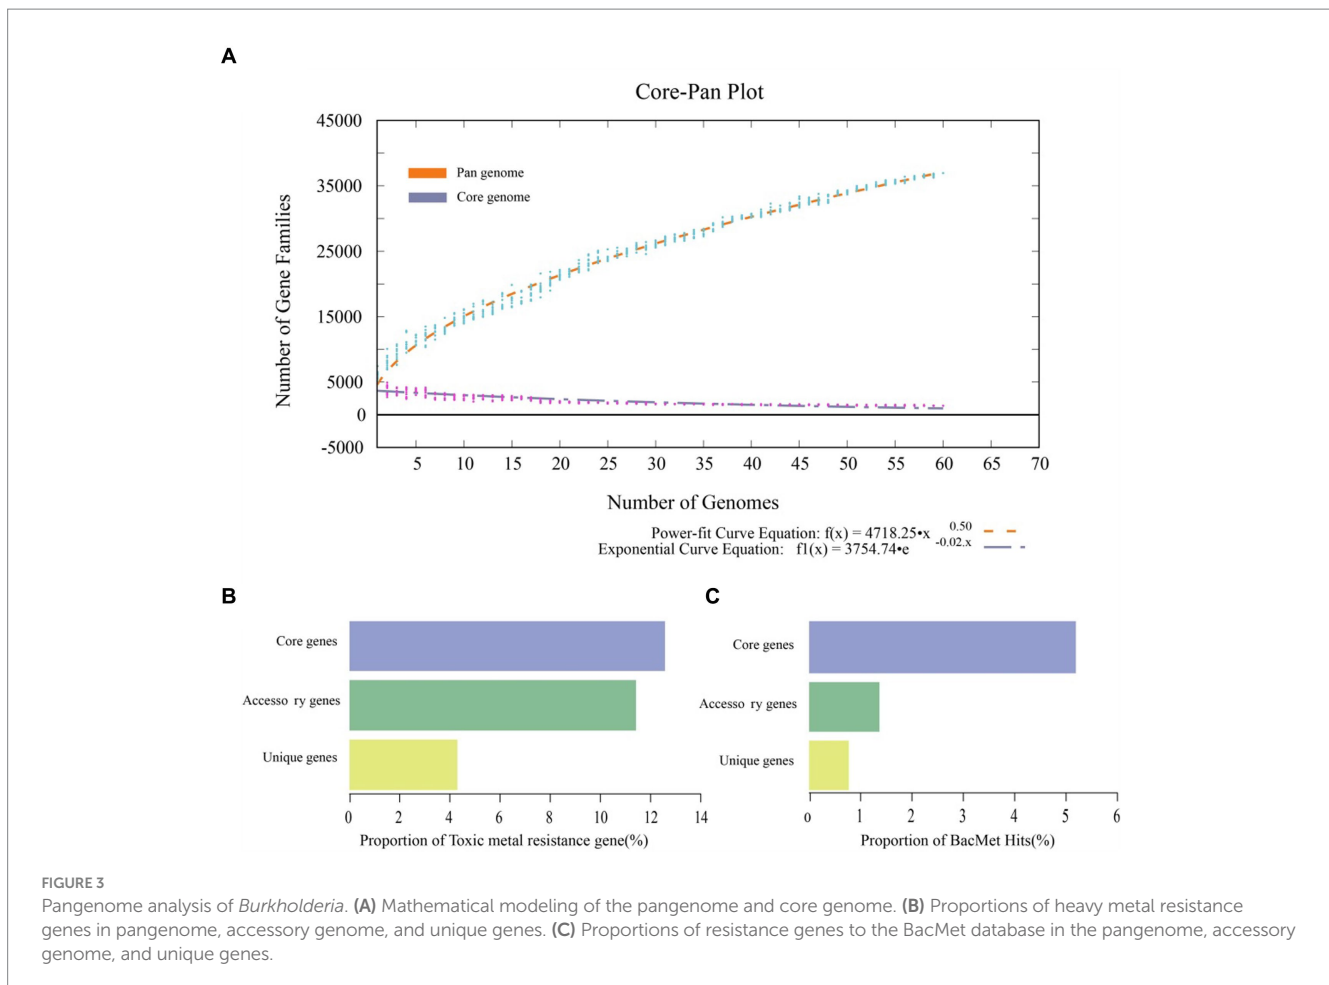 A
Core-Pan Plot
45000
35000
25000
15000
5000
0
-5000
Number of Gene Families
Pan genome
Core genome
5 10 15 20 25 30 35 40 45 50 55 60 65 70
Number of Genomes
Power-fit Curve Equation: f(x) = 4718.25•x 0.50
Exponential Curve Equation: f1(x) = 3754.74•e -0.02.x
B
Core genes
Accesso ry genes
Unique genes
0 2 4 6 8 10 12 14
Proportion of Toxic metal resistance gene(%)
C
Core genes
Accesso ry genes
Unique genes
0 1 2 3 4 5 6
Proportion of BacMet Hits(%)
FIGURE 3
Pangenome analysis of Burkholderia. (A) Mathematical modeling of the pangenome and core genome. (B) Proportions of heavy metal resistance
genes in pangenome, accessory genome, and unique genes. (C) Proportions of resistance genes to the BacMet database in the pangenome, accessory
genome, and unique genes.